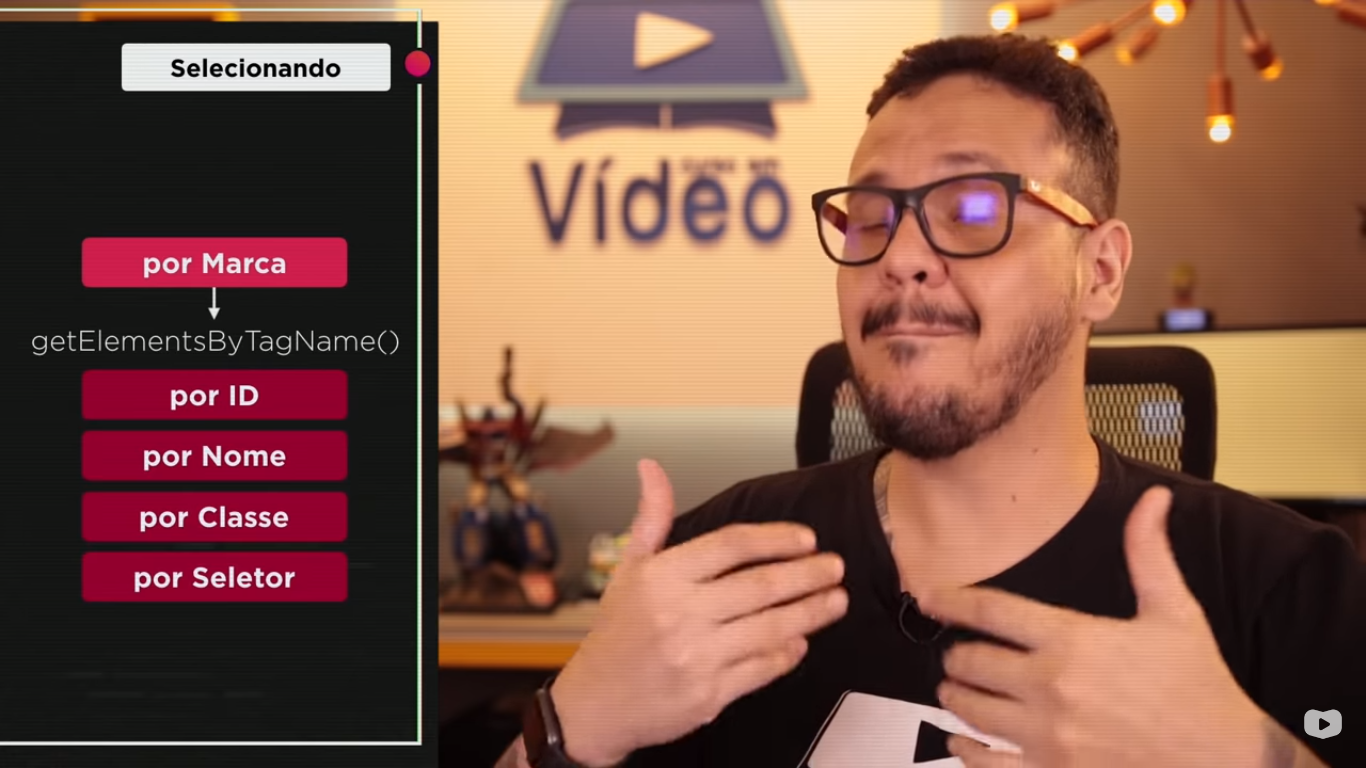 Selecionando
por Marca
getElementsByTagName()
por ID
por Nome
por Classe
por Seletor
Vídeo